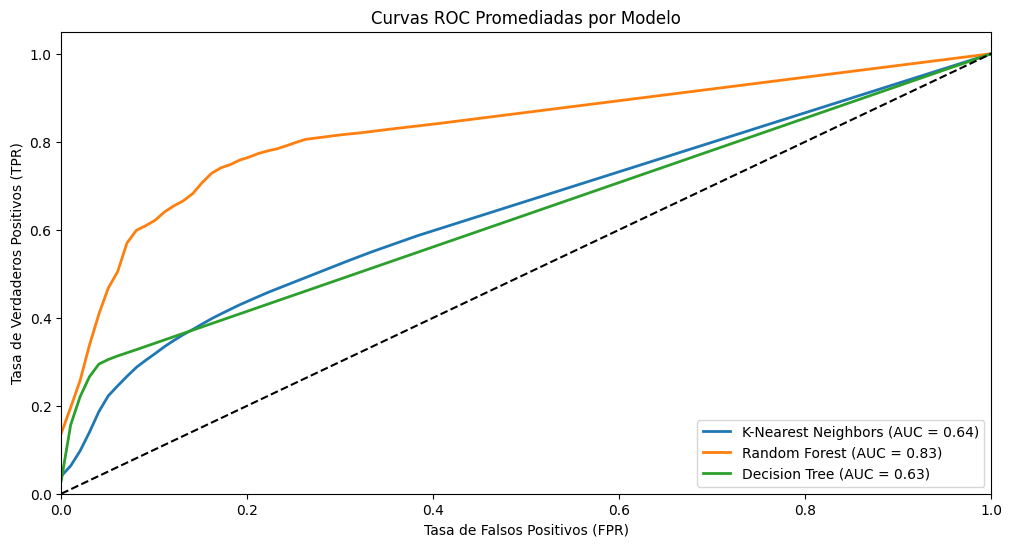 Curvas ROC Promediadas por Modelo
Tasa de Verdaderos Positivos (TPR)
1.0
0.8
0.6
0.4
0.2
0.0
0.0 0.2 0.4 0.6 0.8 1.0
Tasa de Falsos Positivos (FPR)
K-Nearest Neighbors (AUC = 0.64)
Random Forest (AUC = 0.83)
Decision Tree (AUC = 0.63)